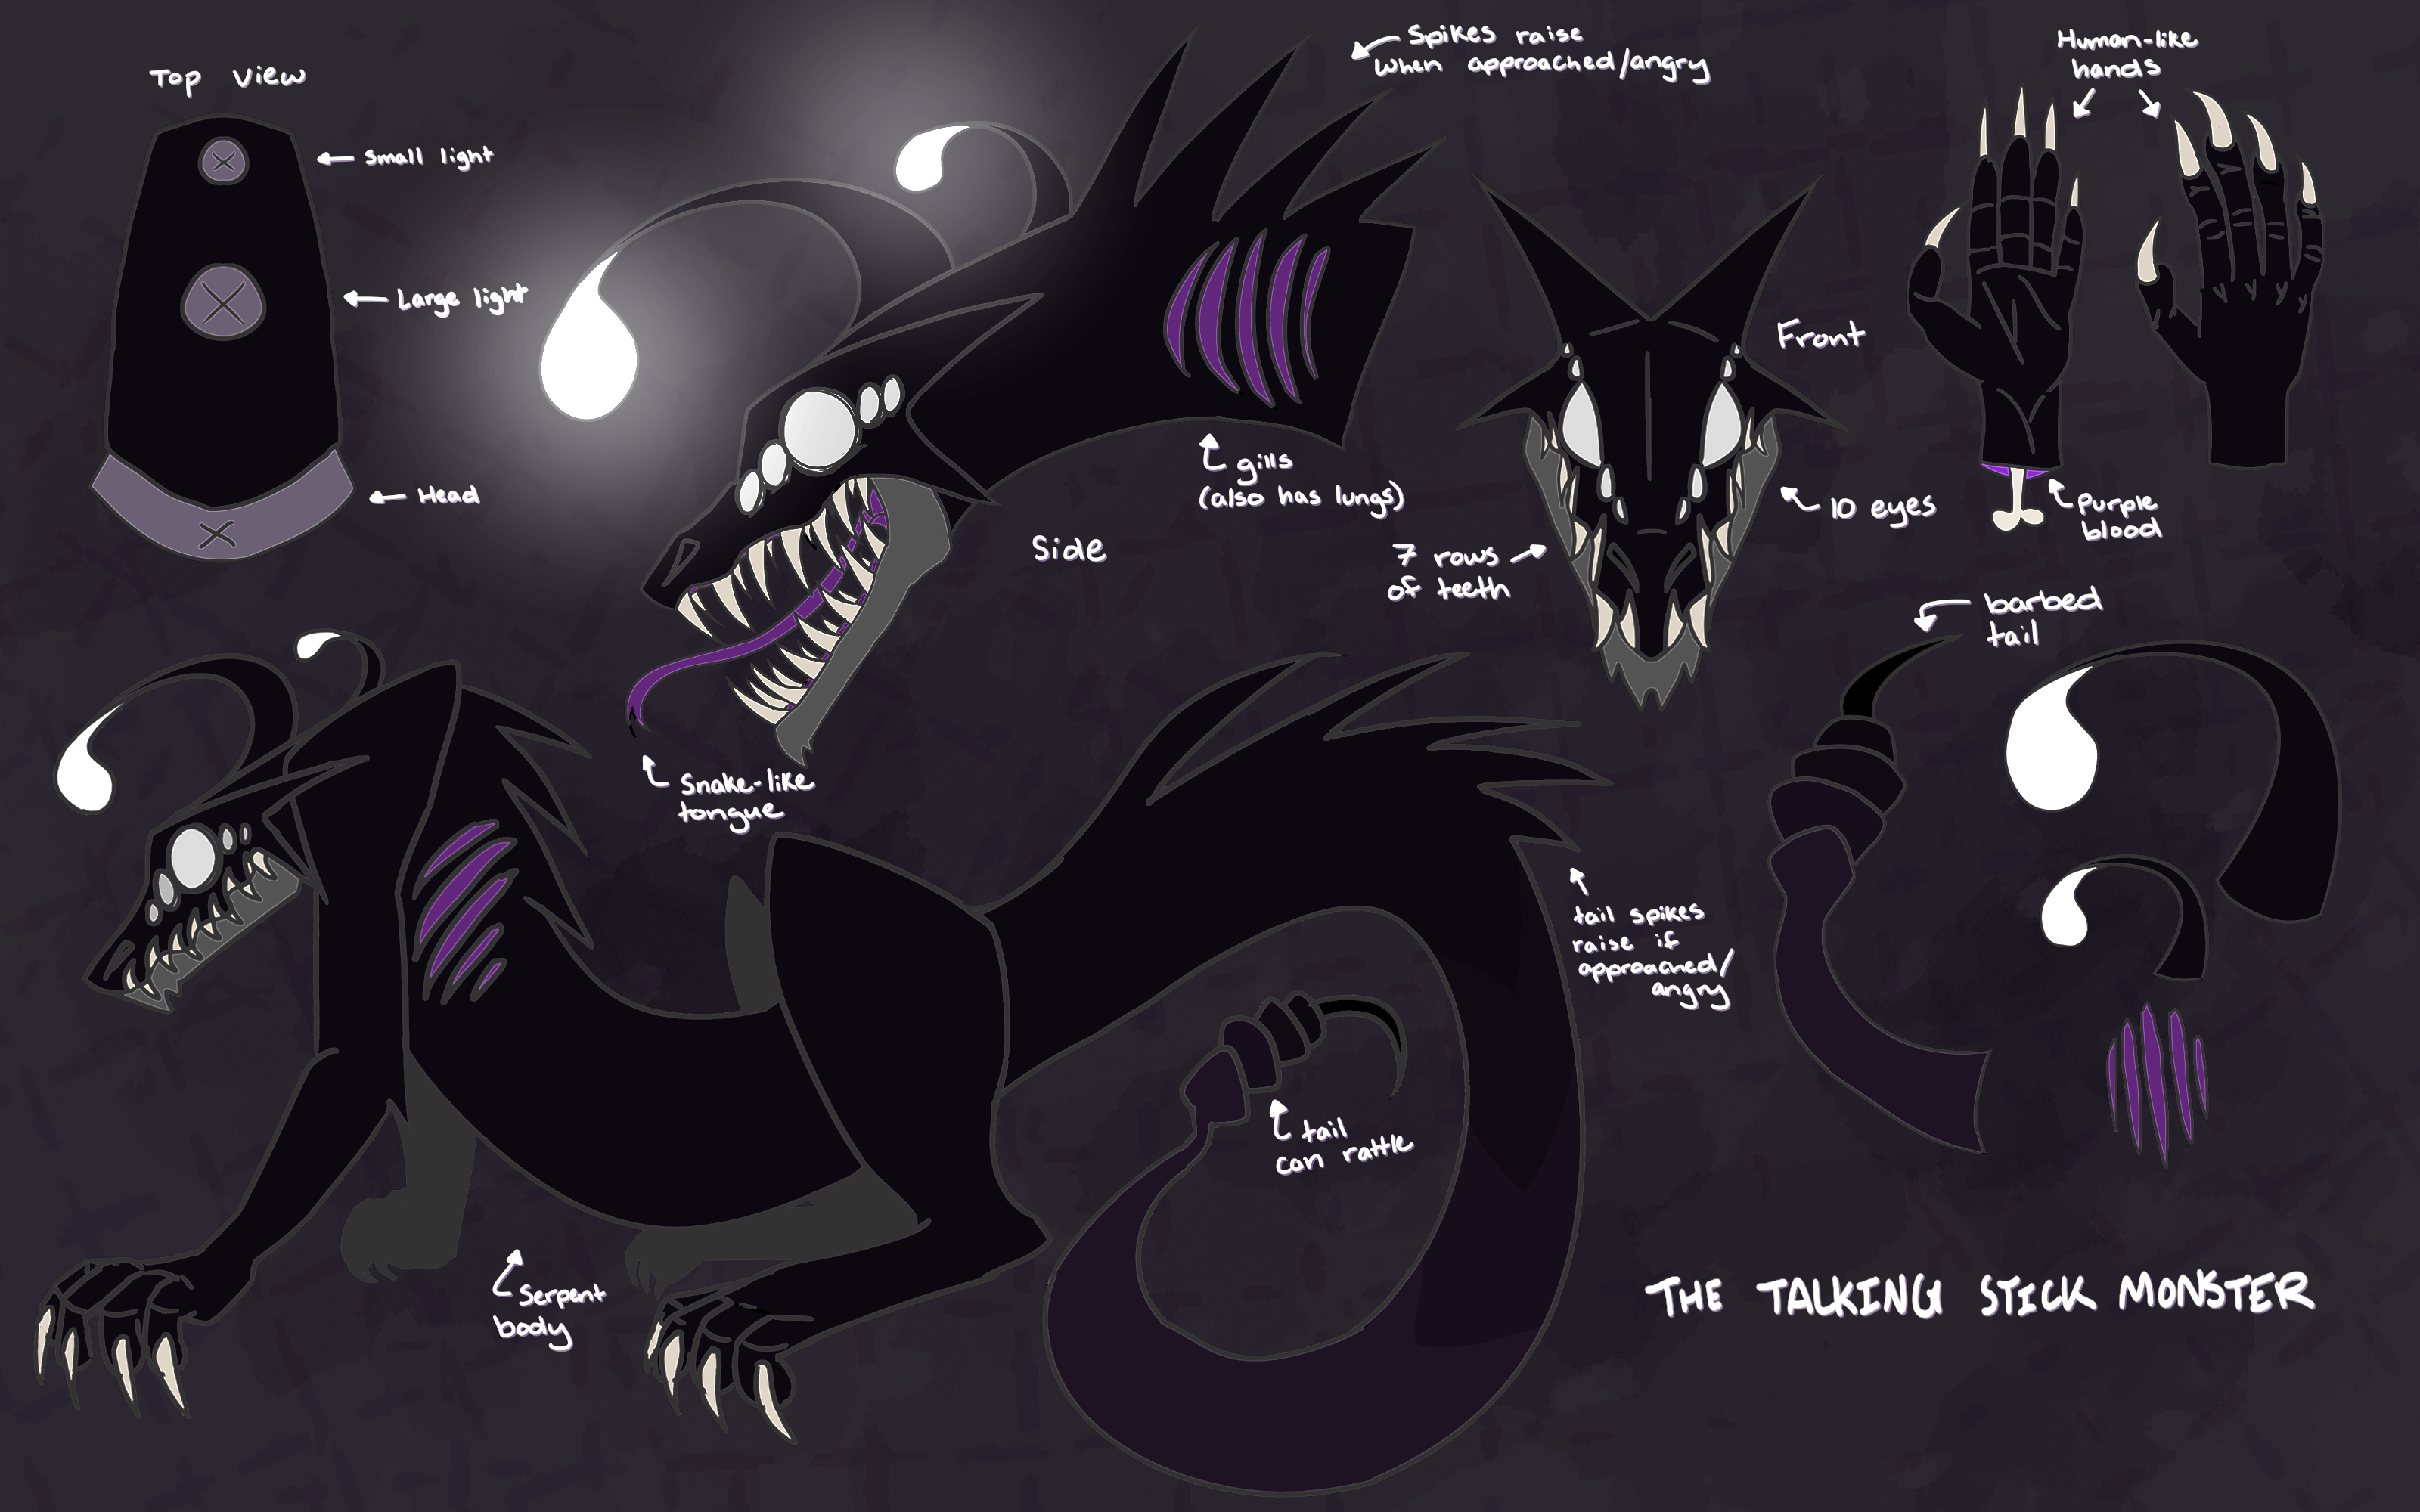 Top View
Small light
Large light
Head
Spikes raise
when approached/angry
Human-like
hands
gills
(also has lungs)
Side
Front
10 eyes
7 rows
of teeth
Purple
blood
barbed
tail
Snake-like
tongue
tail spikes
raise if
approached/
angry
tail
can rattle
Serpent
body
THE TALKING STICK MONSTER